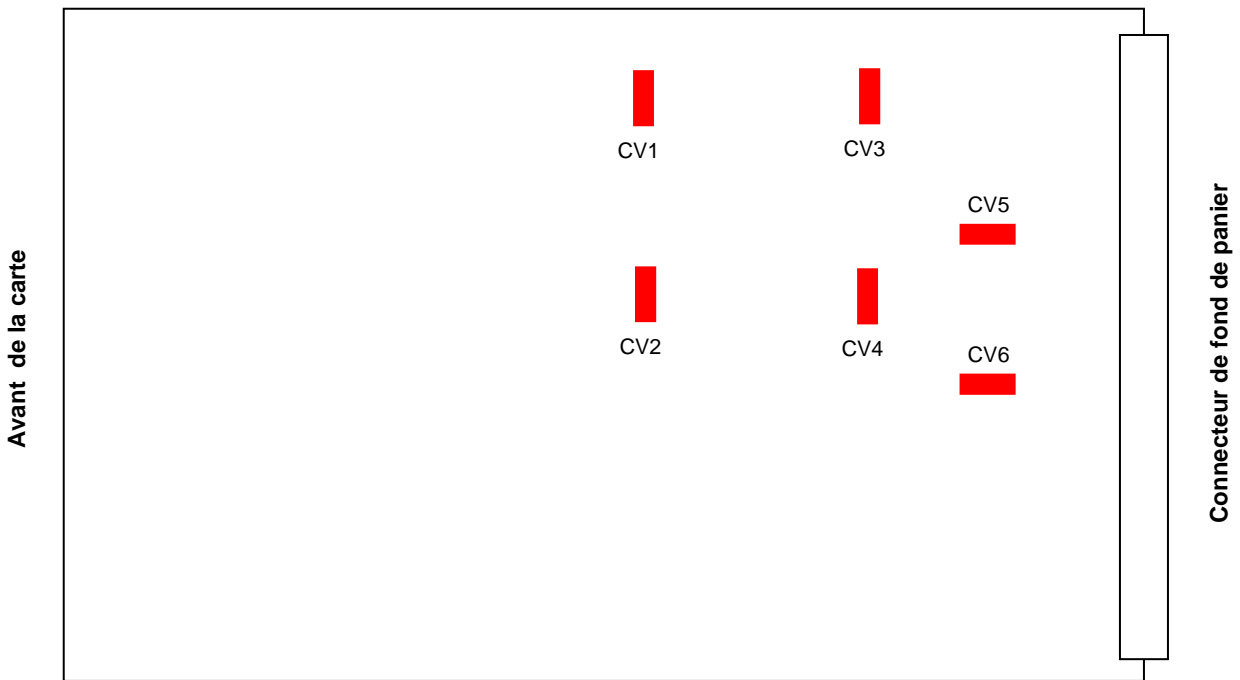 CV1
CV3
CV5
CV2
CV4
CV6
Avant de la carte
Connecteur de fond de panier